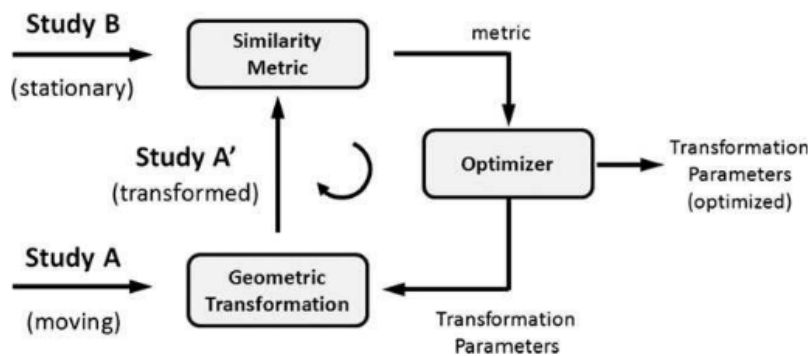 Study B
(stationary)
Similarity
Metric
metric
Study A’
(transformed)
Optimizer
Transformation
Parameters
(optimized)
Study A
(moving)
Geometric
Transformation
Transformation
Parameters